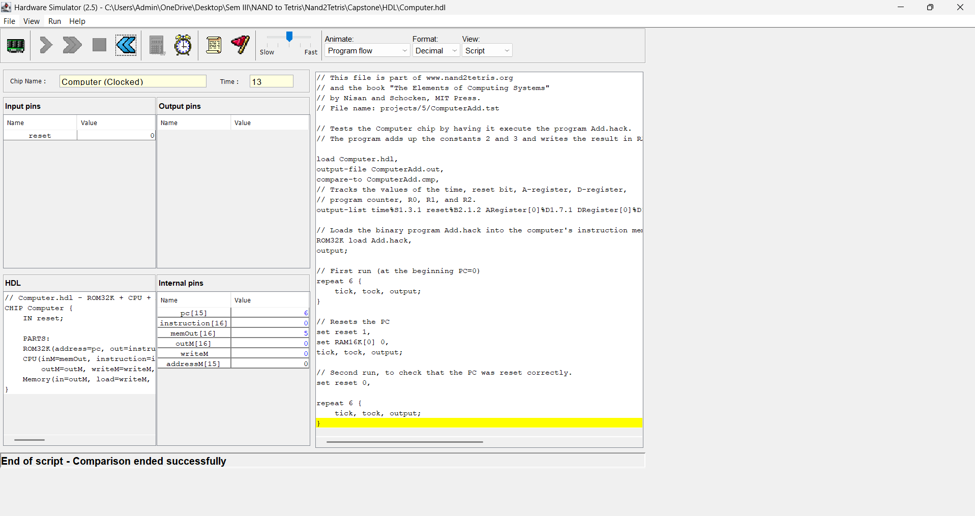 Hardware Simulator (2.5) - C:\Users\Admin\OneDrive\Desktop\Sem III\NAND to Tetris\Nand2Tetris\Capstone\HDL\Computer.hdl
File View Run Help
Slow Fast
Animate: Format: View:
Program flow Decimal Script
Chip Name : Computer (Clocked) Time : 13
Input pins
Name Value
reset 0
Output pins
Name Value
HDL
// Computer.hdl - ROM32K + CPU +
CHIP Computer {
IN reset;
PARTS:
ROM32K(address=pc, out=instru
CPU(inM=memOut, instruction=i
outM=outM, writeM=writeM,
Memory(in=outM, load=writeM,
}
Internal pins
Name Value
pc[15] 6
instruction[16] 0
memOut[16] 5
outM[16] 0
writeM 0
addressM[15] 0
// This file is part of www.nand2tetris.org
// and the book "The Elements of Computing Systems"
// by Nisan and Schocken, MIT Press.
// File name: projects/5/ComputerAdd.tst
// Tests the Computer chip by having it execute the program Add.hack.
// The program adds up the constants 2 and 3 and writes the result in R
load Computer.hdl,
output-file ComputerAdd.out,
compare-to ComputerAdd.cmp,
// Tracks the values of the time, reset bit, A-register, D-register,
// program counter, R0, R1, and R2.
output-list time%S1.3.1 reset%B2.1.2 ARegister[0]%D1.7.1 DRegister[0]%D
// Loads the binary program Add.hack into the computer's instruction me
ROM32K load Add.hack,
output;
// First run (at the beginning PC=0)
repeat 6 {
tick, tock, output;
}
// Resets the PC
set reset 1,
set RAM16K[0] 0,
tick, tock, output;
// Second run, to check that the PC was reset correctly.
set reset 0,
repeat 6 {
tick, tock, output;
}
End of script - Comparison ended successfully